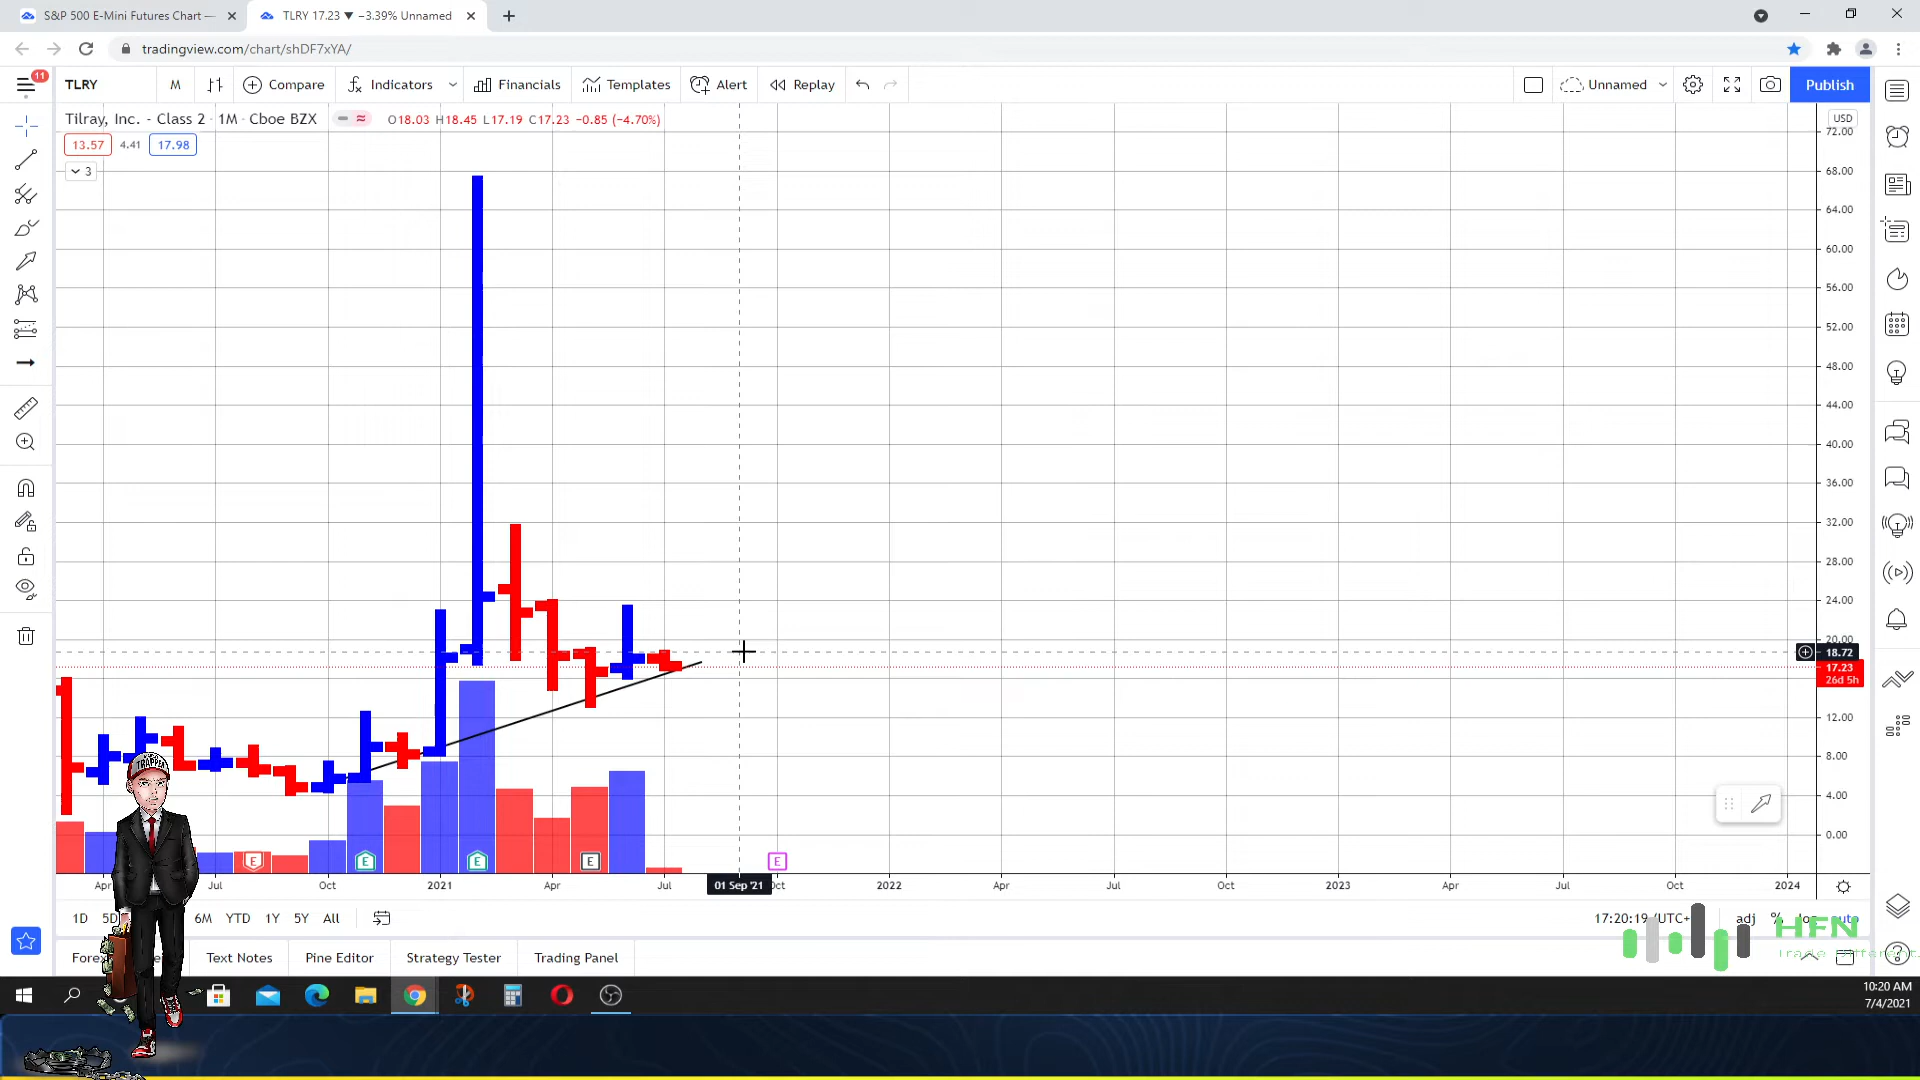 S&P 500 E-Mini Futures Chart —
TLRY 17.23 ▼ −3.39% Unnamed
tradingview.com/chart/shDF7xYA/
11
TLRY
M
Compare
Indicators
Financials
Templates
Alert
Replay
Unnamed
Publish
Tilray, Inc. - Class 2 · 1M · Cboe BZX
O18.03 H18.45 L17.19 C17.23 −0.85 (−4.70%)
13.57 4.41 17.98
3
USD
72.00
68.00
64.00
60.00
56.00
52.00
48.00
44.00
40.00
36.00
32.00
28.00
24.00
20.00
18.72
17.23
26d 5h
12.00
8.00
4.00
0.00
TRAPPER
E
E
E
E
E
Apr
Jul
Oct
2021
Apr
Jul
01 Sep '21
Oct
2022
Apr
Jul
Oct
2023
Apr
Jul
Oct
2024
1D
5D
6M
YTD
1Y
5Y
All
17:20:19 (UTC+
adj
%
log
auto
HFN
Trade Different
Text Notes
Pine Editor
Strategy Tester
Trading Panel
10:20 AM
7/4/2021